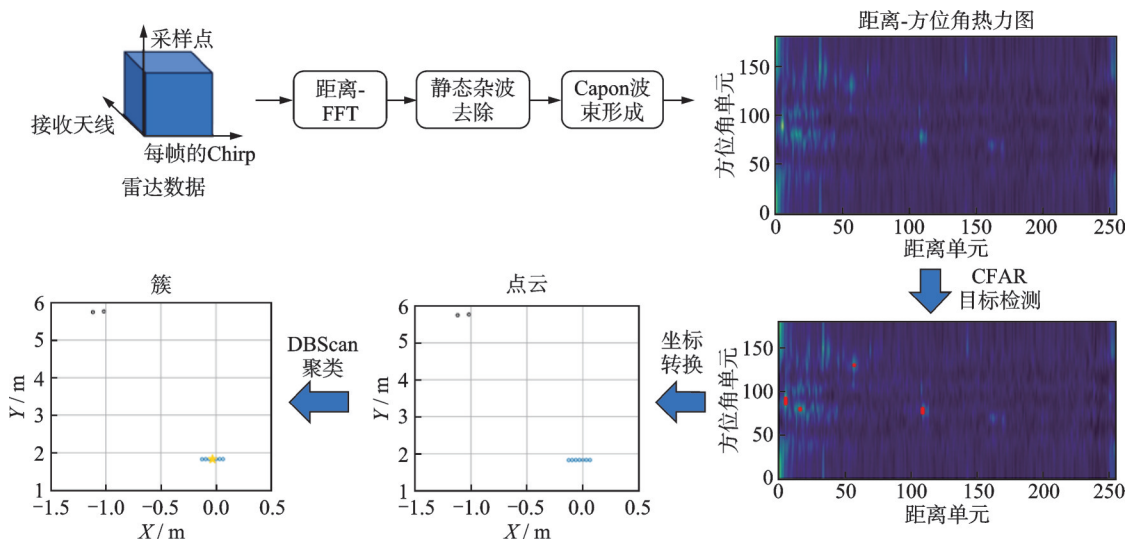 采样点
接收天线
每帧的Chirp
雷达数据
距离-
FFT
静态杂波
去除
Capon波
束形成
距离-方位角热力图
方位角单元
150
100
50
0
0
50
100
150
200
250
距离单元
CFAR
目标检测
方位角单元
150
100
50
0
0
50
100
150
200
250
距离单元
坐标
转换
点云
Y / m
6
5
4
3
2
1
−1.5
−1.0
−0.5
0.0
0.5
X / m
DBScan
聚类
簇
Y / m
6
5
4
3
2
1
−1.5
−1.0
−0.5
0.0
0.5
X / m